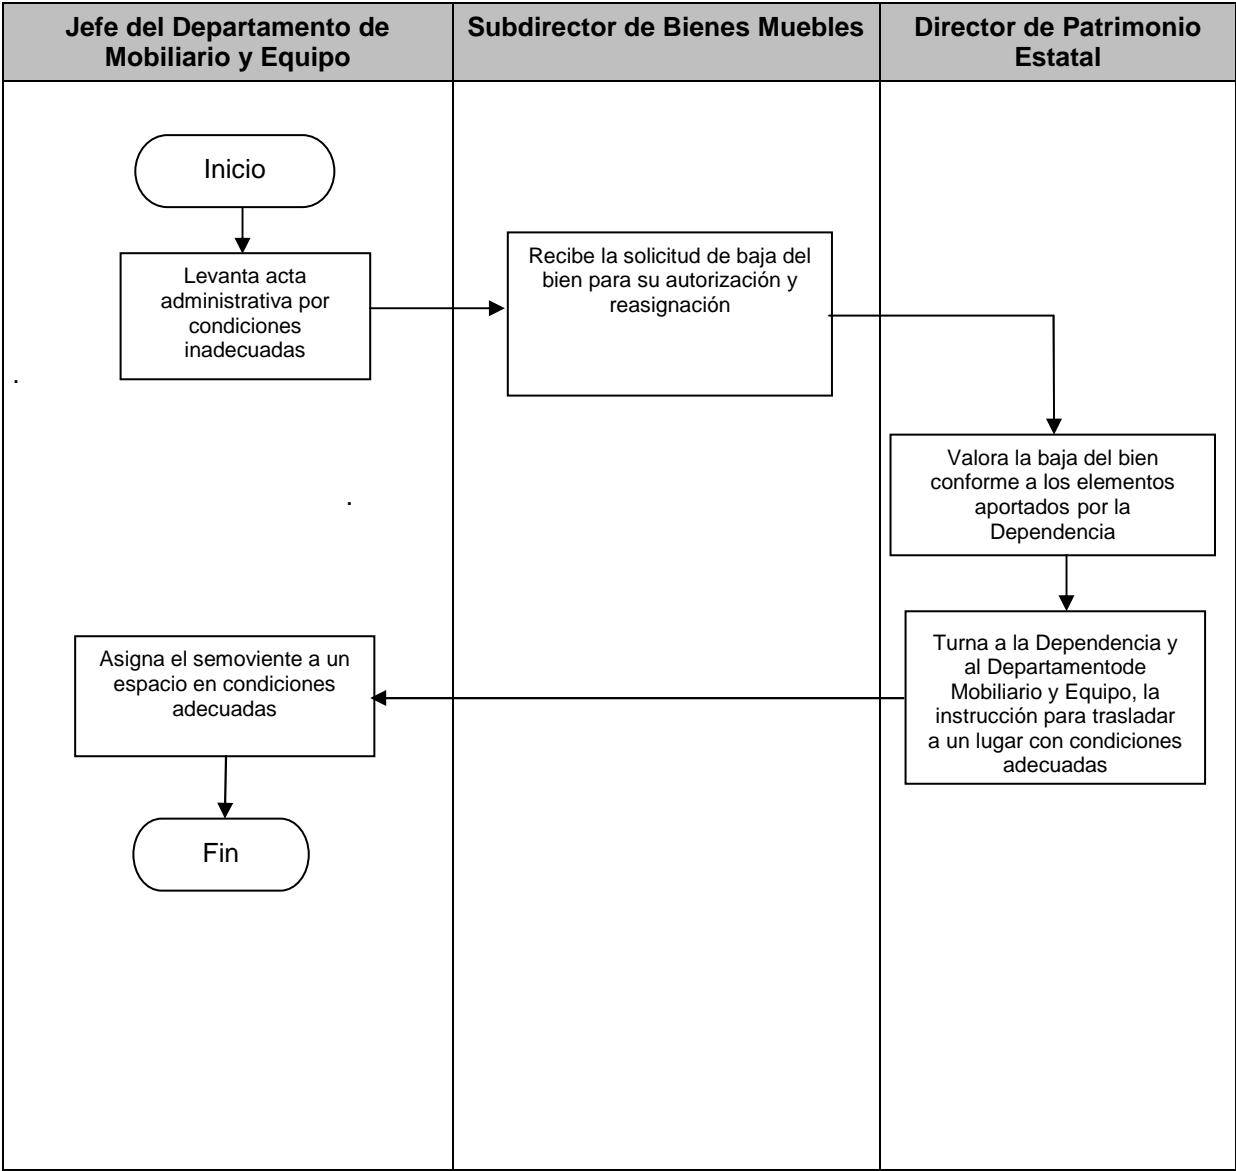 Jefe del Departamento de
Mobiliario y Equipo
Subdirector de Bienes Muebles
Director de Patrimonio
Estatal
Inicio
Levanta acta
administrativa por
condiciones
inadecuadas
Recibe la solicitud de baja del
bien para su autorización y
reasignación
.
.
Valora la baja del bien
conforme a los elementos
aportados por la
Dependencia
Turna a la Dependencia y
al Departamentode
Mobiliario y Equipo, la
instrucción para trasladar
a un lugar con condiciones
adecuadas
Asigna el semoviente a un
espacio en condiciones
adecuadas
Fin